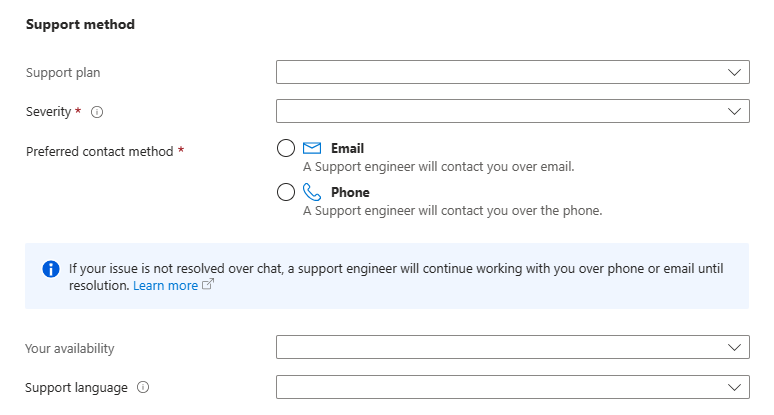 Support method
Support plan
Severity *
Preferred contact method *
Email
A Support engineer will contact you over email.
Phone
A Support engineer will contact you over the phone.
If your issue is not resolved over chat, a support engineer will continue working with you over phone or email until
resolution. Learn more
Your availability
Support language